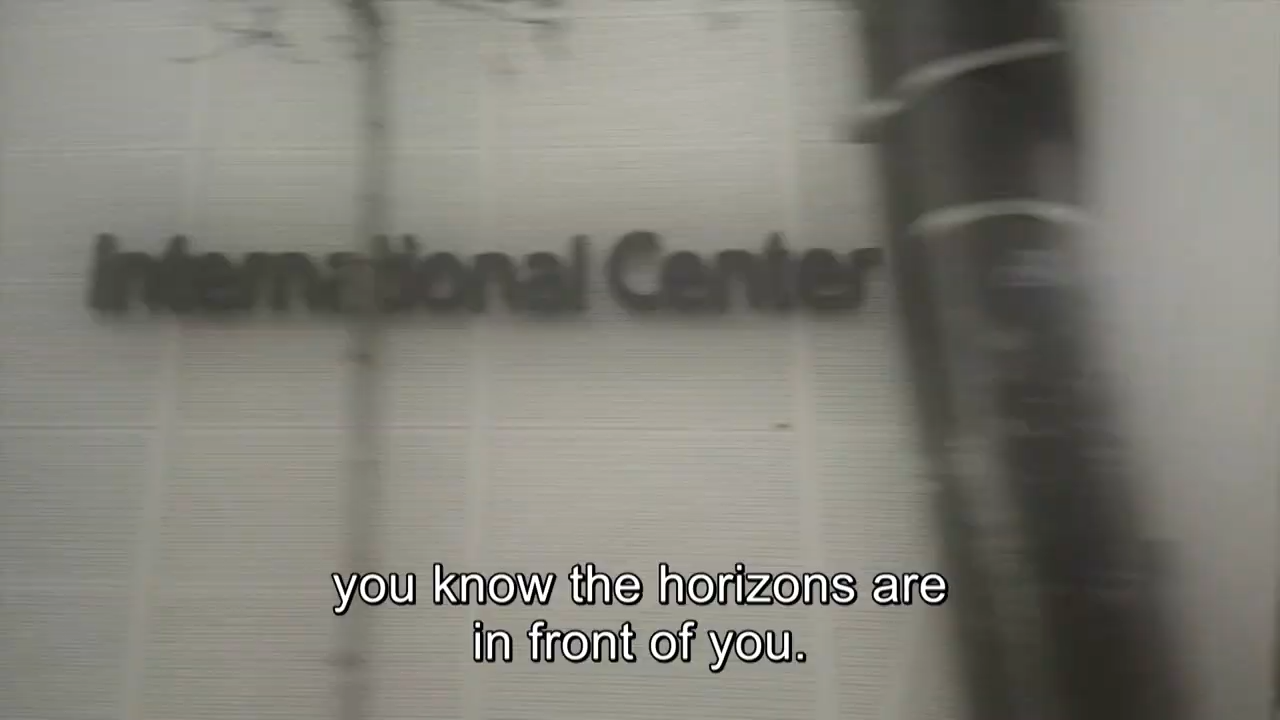 International Center
you know the horizons are
in front of you.